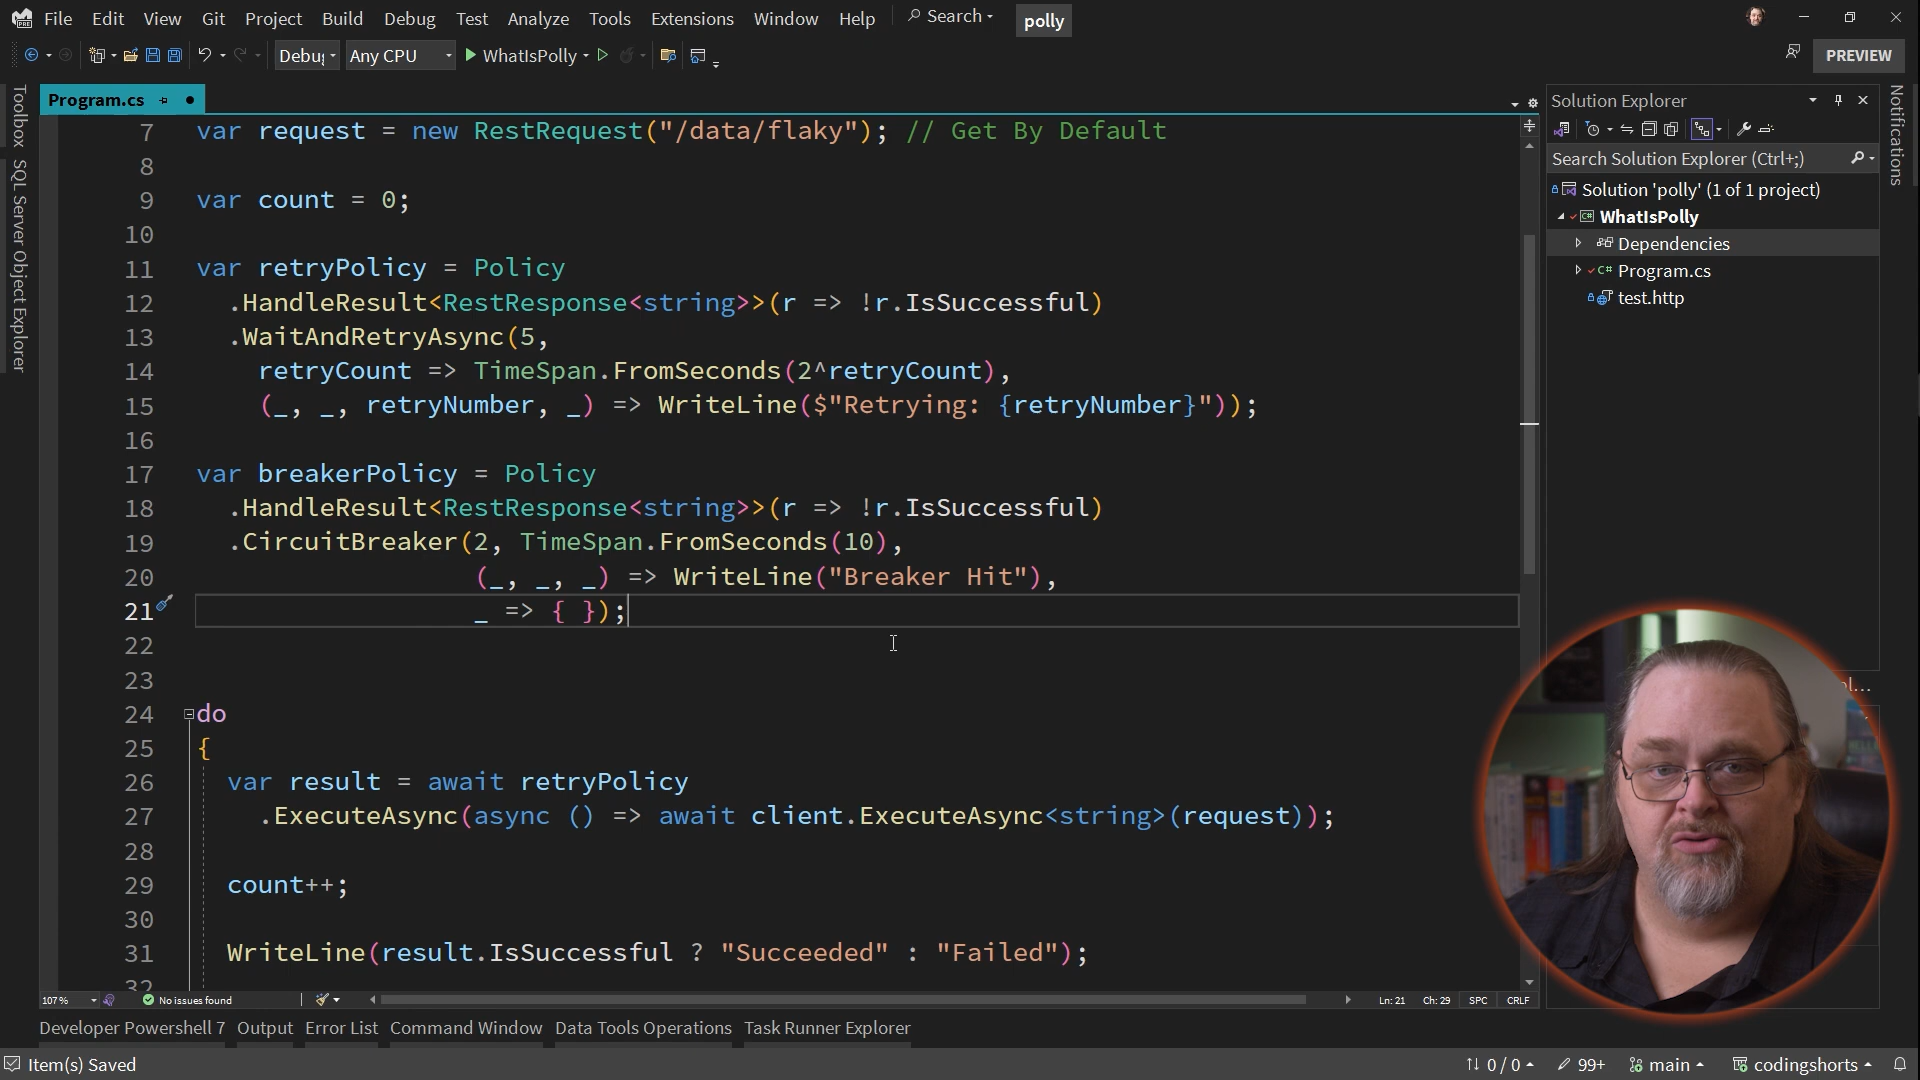 File Edit View Git Project Build Debug Test Analyze Tools Extensions Window Help Search polly
Debug Any CPU WhatIsPolly PREVIEW
Program.cs
Toolbox
SQL Server Object Explorer
7 var request = new RestRequest("/data/flaky"); // Get By Default
8
9 var count = 0;
10
11 var retryPolicy = Policy
12 .HandleResult<RestResponse<string>>(r => !r.IsSuccessful)
13 .WaitAndRetryAsync(5,
14 retryCount => TimeSpan.FromSeconds(2^retryCount),
15 (_, _, retryNumber, _) => WriteLine($"Retrying: {retryNumber}"));
16
17 var breakerPolicy = Policy
18 .HandleResult<RestResponse<string>>(r => !r.IsSuccessful)
19 .CircuitBreaker(2, TimeSpan.FromSeconds(10),
20 (_, _, _) => WriteLine("Breaker Hit"),
21 _ => { });
22
23
24 do
25 {
26 var result = await retryPolicy
27 .ExecuteAsync(async () => await client.ExecuteAsync<string>(request));
28
29 count++;
30
31 WriteLine(result.IsSuccessful ? "Succeeded" : "Failed");
32
107 % No issues found Ln: 21 Ch: 29 SPC CRLF
Solution Explorer
Search Solution Explorer (Ctrl+;)
Solution 'polly' (1 of 1 project)
WhatIsPolly
Dependencies
Program.cs
test.http
Notifications
Developer Powershell 7 Output Error List Command Window Data Tools Operations Task Runner Explorer
Item(s) Saved 0 / 0 99+ main codingshorts